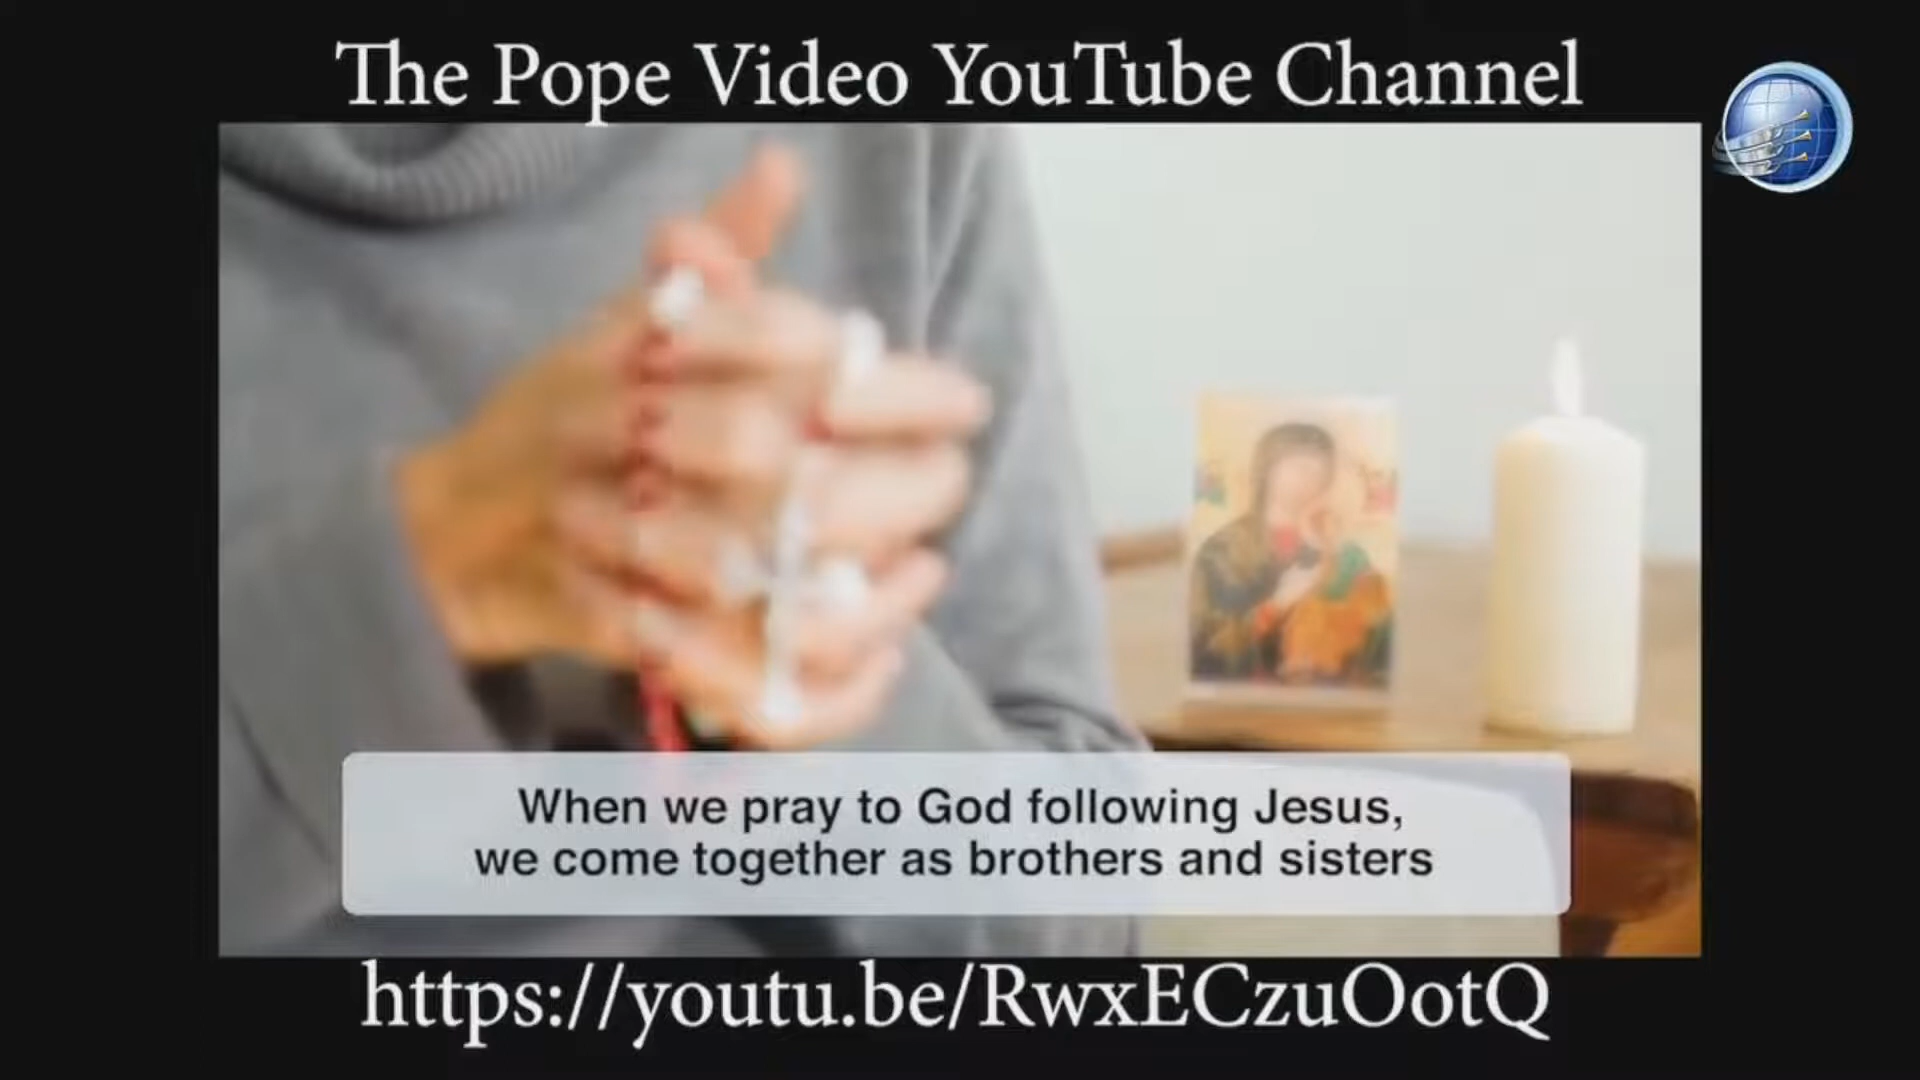 The Pope Video YouTube Channel
When we pray to God following Jesus,
we come together as brothers and sisters
https://youtu.be/RwxECzuOotQ